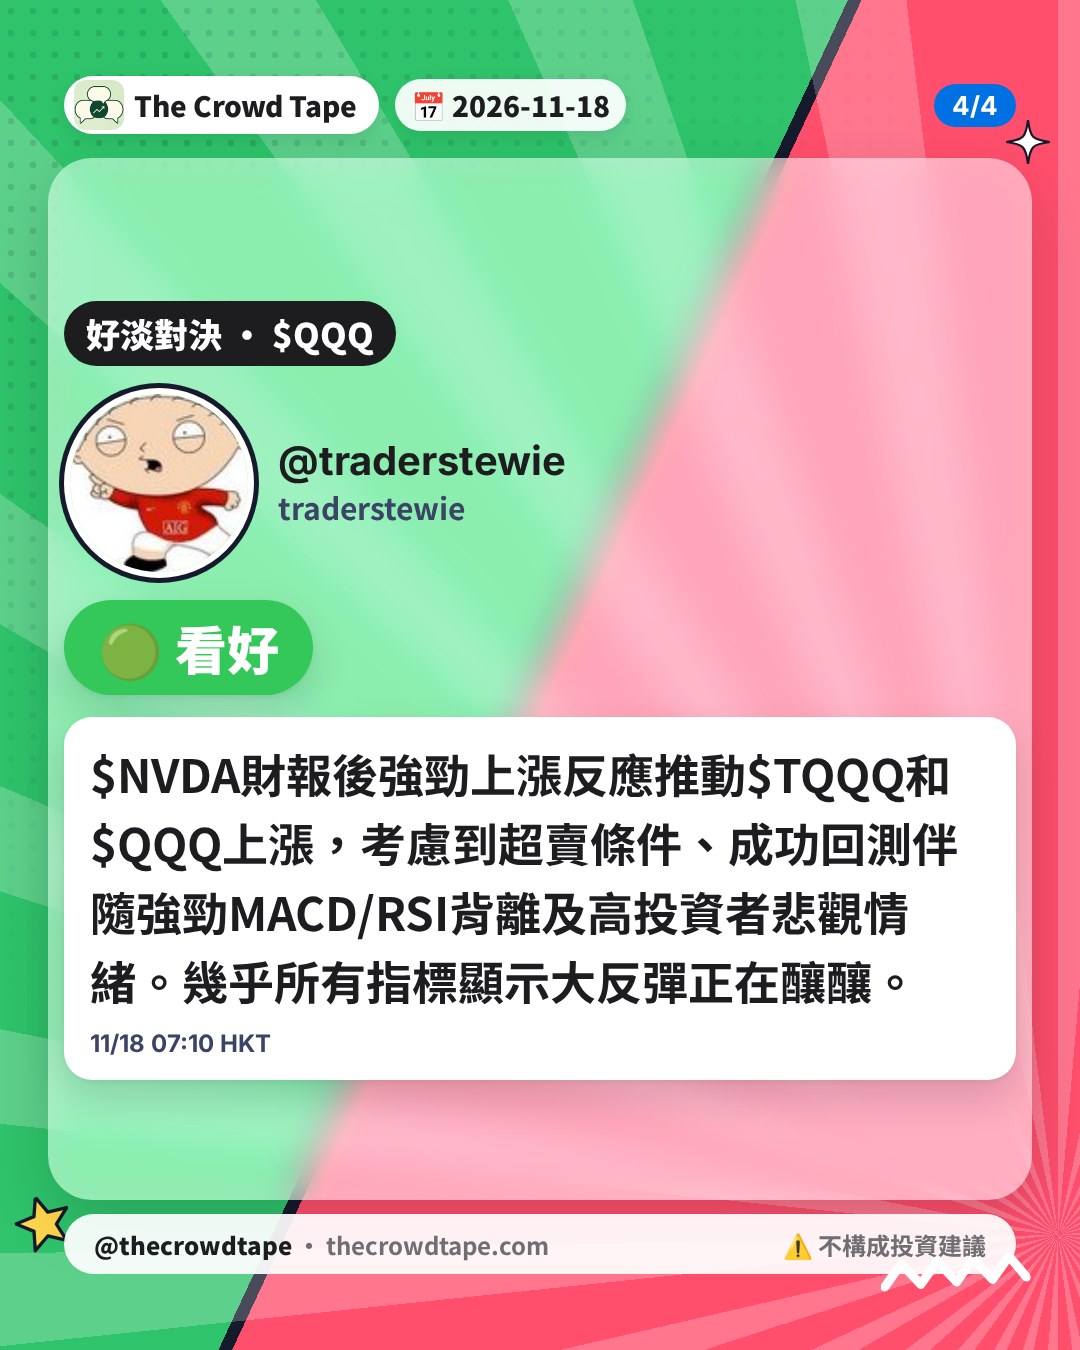 The Crowd Tape
July 17
2026-11-18
4/4
好淡對決 • $QQQ
AIG
@traderstewie
traderstewie
看好
$NVDA財報後強勁上漲反應推動$TQQQ和
$QQQ上漲，考慮到超賣條件、成功回測伴
隨強勁MACD/RSI背離及高投資者悲觀情
緒。幾乎所有指標顯示大反彈正在釀釀。
11/18 07:10 HKT
@thecrowdtape • thecrowdtape.com
不構成投資建議